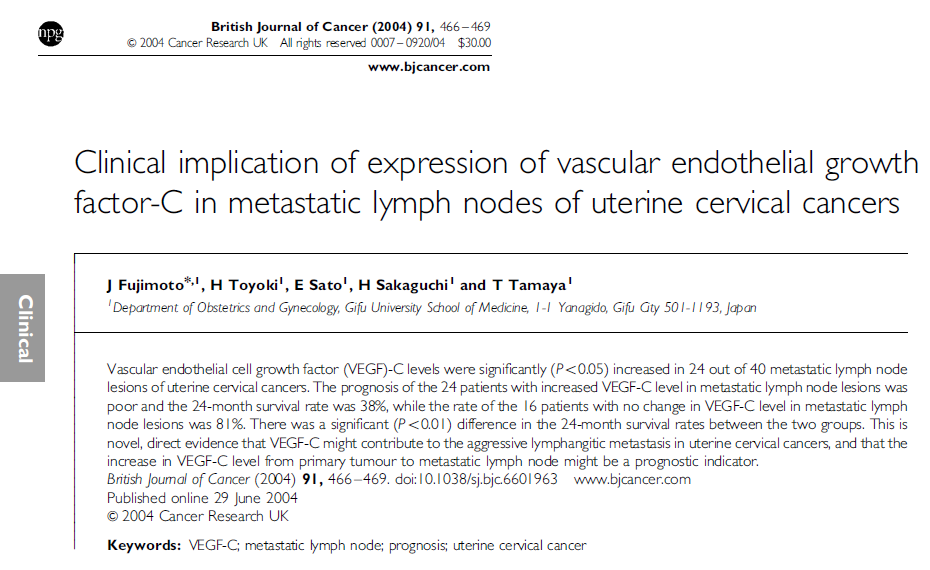 npg
British Journal of Cancer (2004) 91, 466–469
© 2004 Cancer Research UK All rights reserved 0007–0920/04 $30.00
www.bjcancer.com
Clinical implication of expression of vascular endothelial growth
factor-C in metastatic lymph nodes of uterine cervical cancers
Clinical
J Fujimoto*,1, H Toyoki1, E Sato1, H Sakaguchi1 and T Tamaya1
1Department of Obstetrics and Gynecology, Gifu University School of Medicine, 1-1 Yanagido, Gifu City 501-1193, Japan
Vascular endothelial cell growth factor (VEGF)-C levels were significantly (P<0.05) increased in 24 out of 40 metastatic lymph node
lesions of uterine cervical cancers. The prognosis of the 24 patients with increased VEGF-C level in metastatic lymph node lesions was
poor and the 24-month survival rate was 38%, while the rate of the 16 patients with no change in VEGF-C level in metastatic lymph
node lesions was 81%. There was a significant (P<0.01) difference in the 24-month survival rates between the two groups. This is
novel, direct evidence that VEGF-C might contribute to the aggressive lymphangitic metastasis in uterine cervical cancers, and that the
increase in VEGF-C level from primary tumour to metastatic lymph node might be a prognostic indicator.
British Journal of Cancer (2004) 91, 466–469. doi:10.1038/sj.bjc.6601963 www.bjcancer.com
Published online 29 June 2004
© 2004 Cancer Research UK
Keywords: VEGF-C; metastatic lymph node; prognosis; uterine cervical cancer